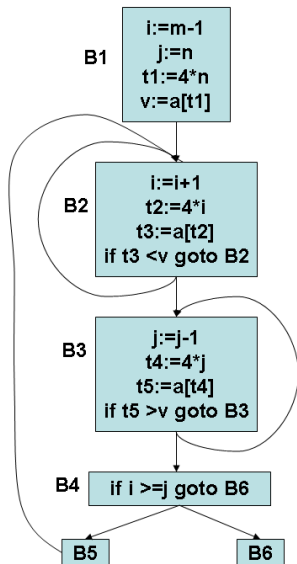 B1
i:=m-1
j:=n
t1:=4*n
v:=a[t1]
B2
i:=i+1
t2:=4*i
t3:=a[t2]
if t3 <v goto B2
B3
j:=j-1
t4:=4*j
t5:=a[t4]
if t5 >v goto B3
B4
if i >=j goto B6
B5
B6